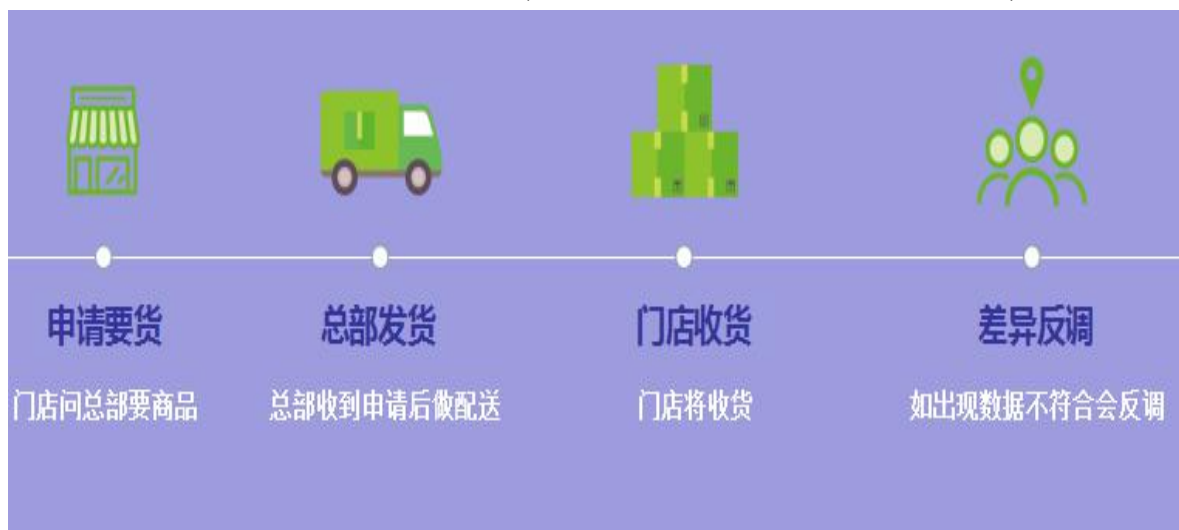 申请要货
总部发货
门店收货
差异反调
门店问总部要商品
总部收到申请后做配送
门店将收货
如出现数据不符合会反调